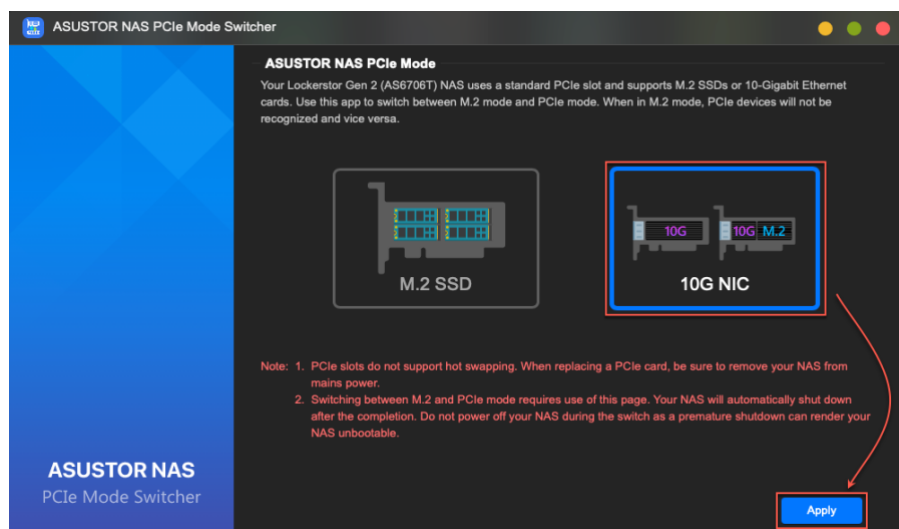 ASUSTOR NAS PCIe Mode Switcher
ASUSTOR NAS PCIe Mode
Your Lockerstor Gen 2 (AS6706T) NAS uses a standard PCIe slot and supports M.2 SSDs or 10-Gigabit Ethernet
cards. Use this app to switch between M.2 mode and PCIe mode. When in M.2 mode, PCIe devices will not be
recognized and vice versa.
10G
10G M.2
M.2 SSD
10G NIC
Note: 1. PCIe slots do not support hot swapping. When replacing a PCIe card, be sure to remove your NAS from
mains power.
2. Switching between M.2 and PCIe mode requires use of this page. Your NAS will automatically shut down
after the completion. Do not power off your NAS during the switch as a premature shutdown can render your
NAS unbootable.
ASUSTOR NAS
PCIe Mode Switcher
Apply